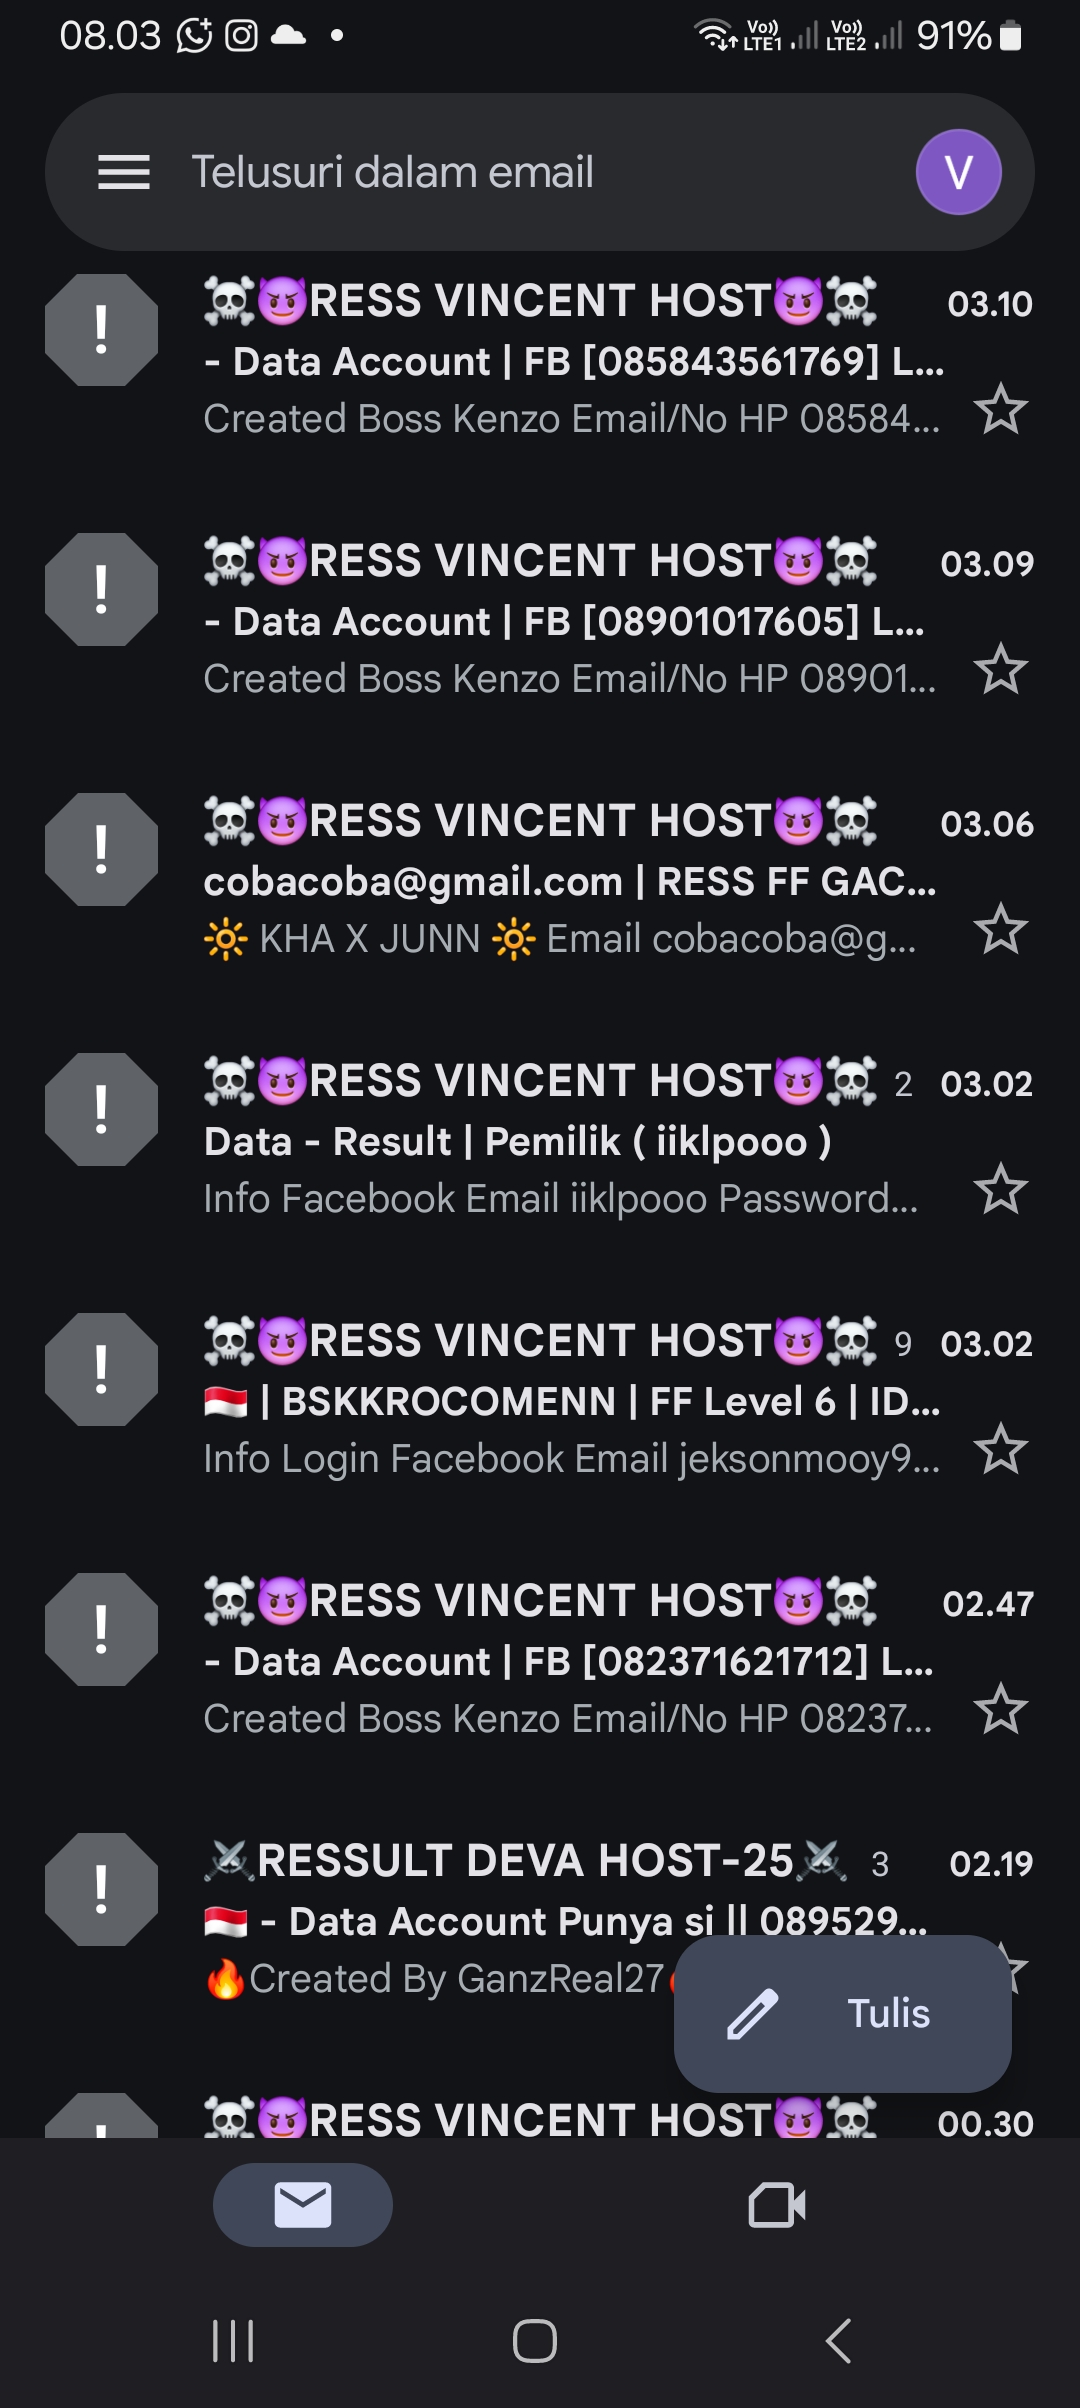 08.03 Vo)) LTE1 Vo)) LTE2 91%
Telusuri dalam email V
☠️😈RESS VINCENT HOST😈☠️ 03.10
- Data Account | FB [085843561769] L...
Created Boss Kenzo Email/No HP 08584...
☠️😈RESS VINCENT HOST😈☠️ 03.09
- Data Account | FB [08901017605] L...
Created Boss Kenzo Email/No HP 08901...
☠️😈RESS VINCENT HOST😈☠️ 03.06
cobacoba@gmail.com | RESS FF GAC...
🔆 KHA X JUNN 🔆 Email cobacoba@g...
☠️😈RESS VINCENT HOST😈☠️ 2 03.02
Data - Result | Pemilik ( iiklpooo )
Info Facebook Email iiklpooo Password...
☠️😈RESS VINCENT HOST😈☠️ 9 03.02
🇮🇩 | BSKKROCOMENN | FF Level 6 | ID...
Info Login Facebook Email jeksonmooy9...
☠️😈RESS VINCENT HOST😈☠️ 02.47
- Data Account | FB [082371621712] L...
Created Boss Kenzo Email/No HP 08237...
⚔️RESSULT DEVA HOST-25⚔️ 3 02.19
🇮🇩 - Data Account Punya si || 089529...
🔥Created By GanzReal27
Tulis
☠️😈RESS VINCENT HOST😈☠️ 00.30